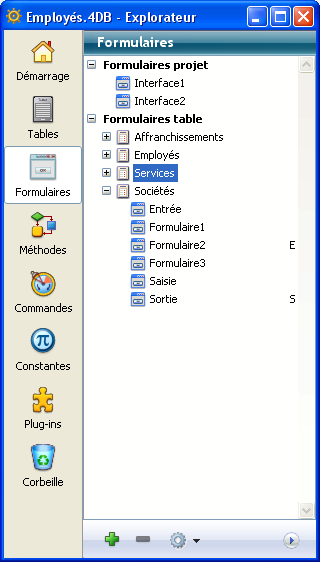 Employés.4DB - Explorateur
Démarrage
Tables
Formulaires
Méthodes
Commandes
Constantes
Plug-ins
Corbeille
Formulaires
Formulaires projet
Interface1
Interface2
Formulaires table
Affranchissements
Employés
Services
Sociétés
Entrée
Formulaire1
Formulaire2 E
Formulaire3
Saisie
Sortie S